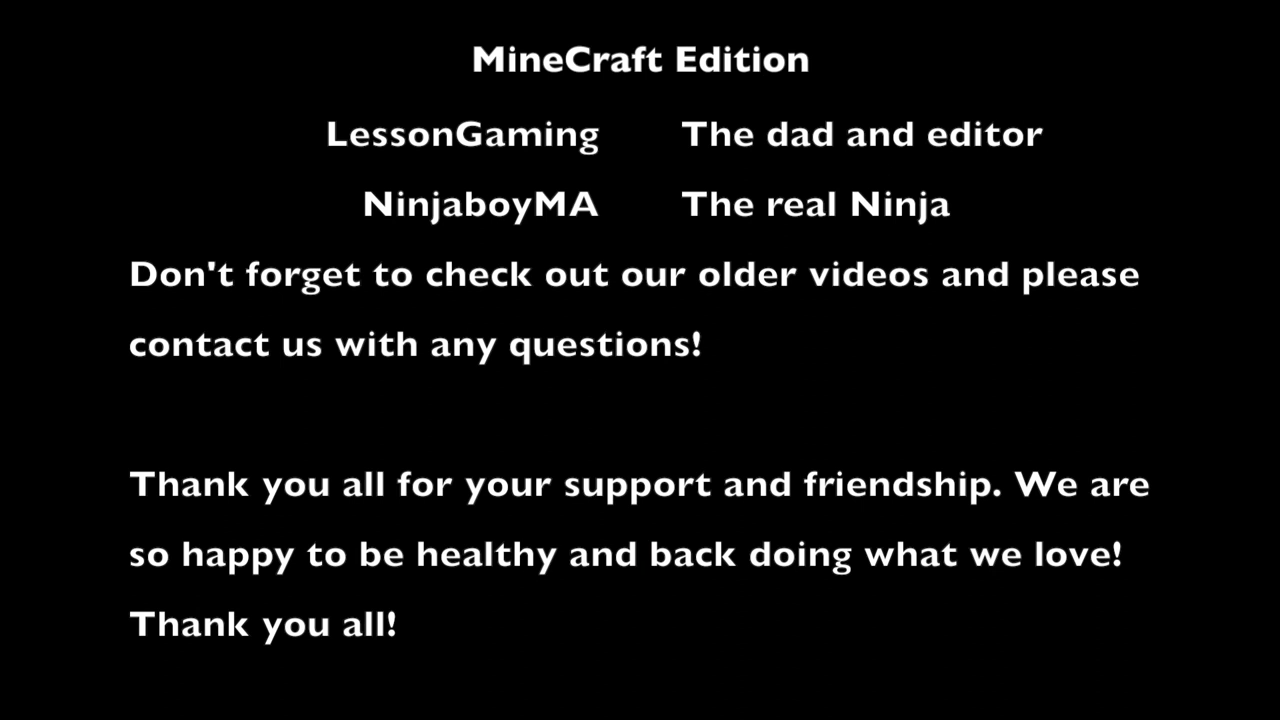 MineCraft Edition
LessonGaming The dad and editor
NinjaboyMA The real Ninja
Don't forget to check out our older videos and please
contact us with any questions!
Thank you all for your support and friendship. We are
so happy to be healthy and back doing what we love!
Thank you all!